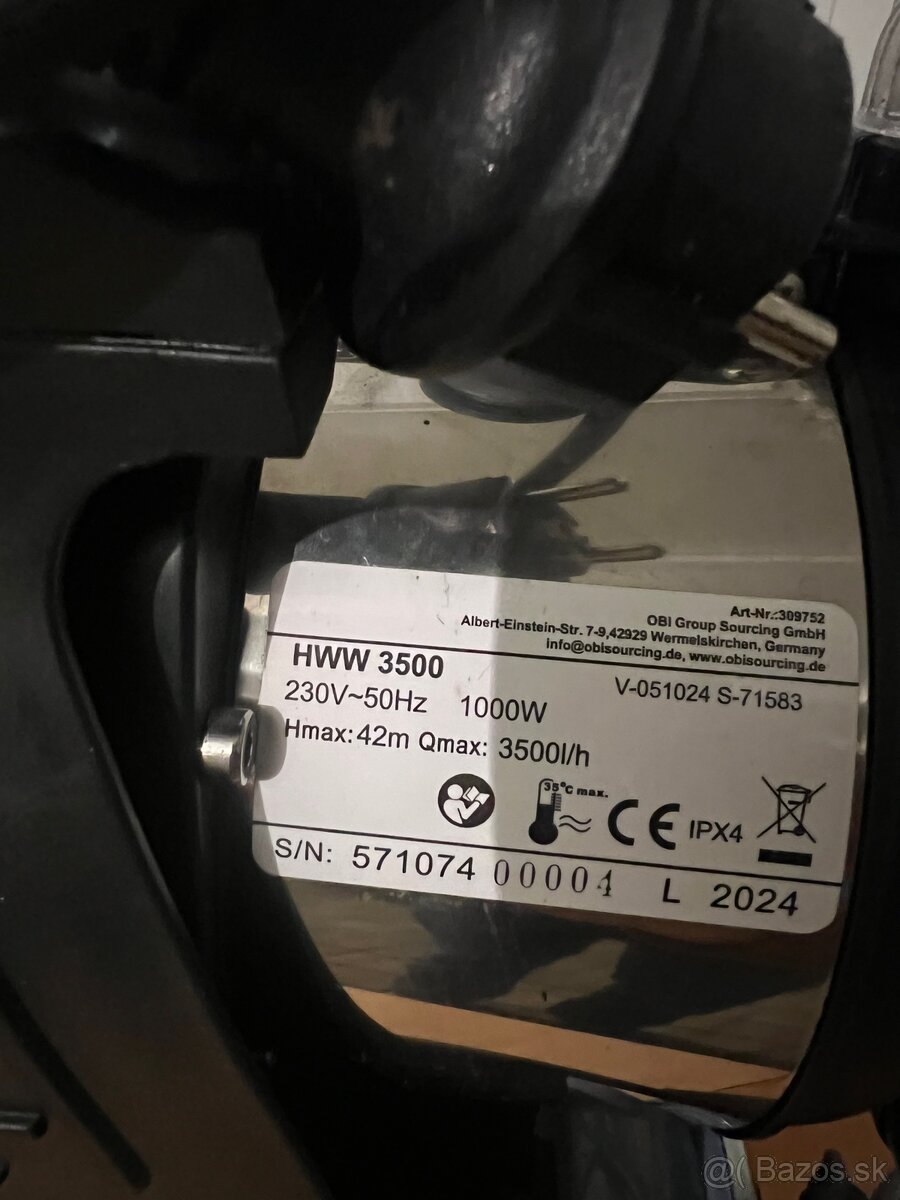 Art-Nr.:309752
OBI Group Sourcing GmbH
Albert-Einstein-Str. 7-9,42929 Wermelskirchen, Germany
info@obisourcing.de, www.obisourcing.de
HWW 3500
V-051024 S-71583
230V~50Hz 1000W
Hmax: 42m Qmax: 3500l/h
35°C max.
CE IPX4
S/N: 571074 00004 L 2024
@( Bazos.sk